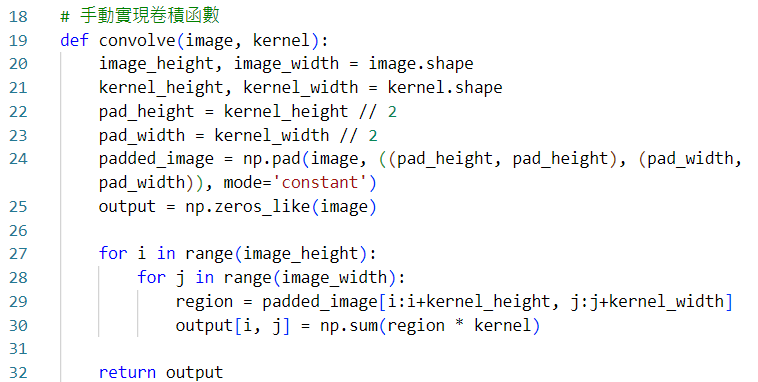 18 # 手動實現卷積函數
19 def convolve(image, kernel):
20     image_height, image_width = image.shape
21     kernel_height, kernel_width = kernel.shape
22     pad_height = kernel_height // 2
23     pad_width = kernel_width // 2
24     padded_image = np.pad(image, ((pad_height, pad_height), (pad_width,
    pad_width)), mode='constant')
25     output = np.zeros_like(image)
26
27     for i in range(image_height):
28         for j in range(image_width):
29             region = padded_image[i:i+kernel_height, j:j+kernel_width]
30             output[i, j] = np.sum(region * kernel)
31
32     return output